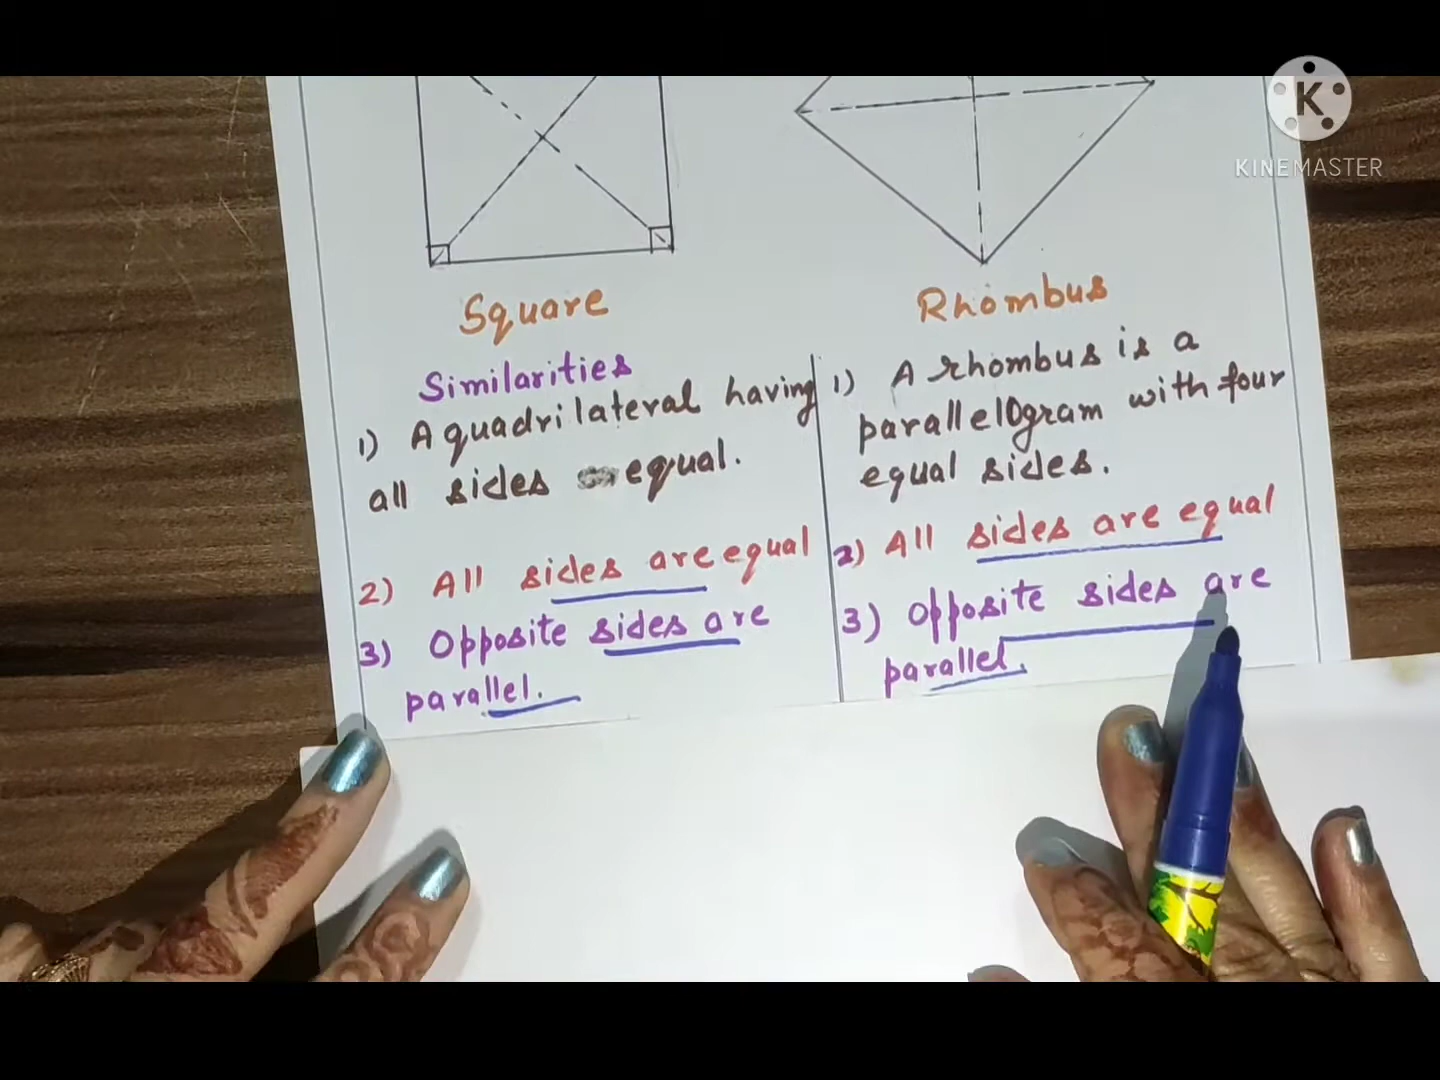 K
KINEMASTER
Square
Similarities
1) A quadrilateral having
all sides equal.
2) All sides are equal
3) Opposite sides are
parallel.
Rhombus
1) A rhombus is a
parallelogram with four
equal sides.
2) All sides are equal
3) Opposite sides are
parallel.